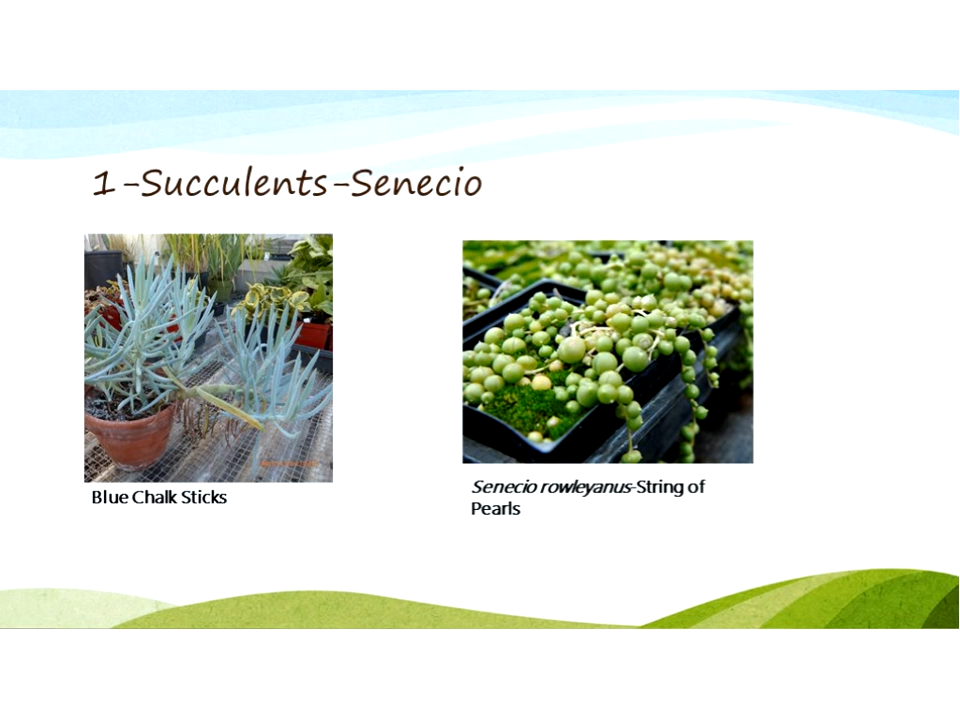 1-Succulents-Senecio
Blue Chalk Sticks
Senecio rowleyanus-String of
Pearls